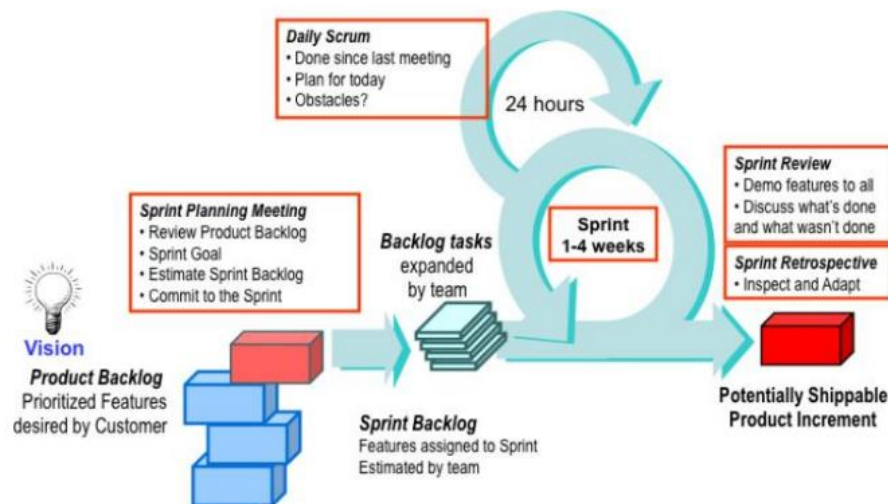 Daily Scrum
• Done since last meeting
• Plan for today
• Obstacles?
24 hours
Sprint Planning Meeting
• Review Product Backlog
• Sprint Goal
• Estimate Sprint Backlog
• Commit to the Sprint
Backlog tasks
expanded
by team
Sprint
1-4 weeks
Sprint Review
• Demo features to all
• Discuss what's done
and what wasn't done
Sprint Retrospective
• Inspect and Adapt
Vision
Product Backlog
Prioritized Features
desired by Customer
Sprint Backlog
Features assigned to Sprint
Estimated by team
Potentially Shippable
Product Increment